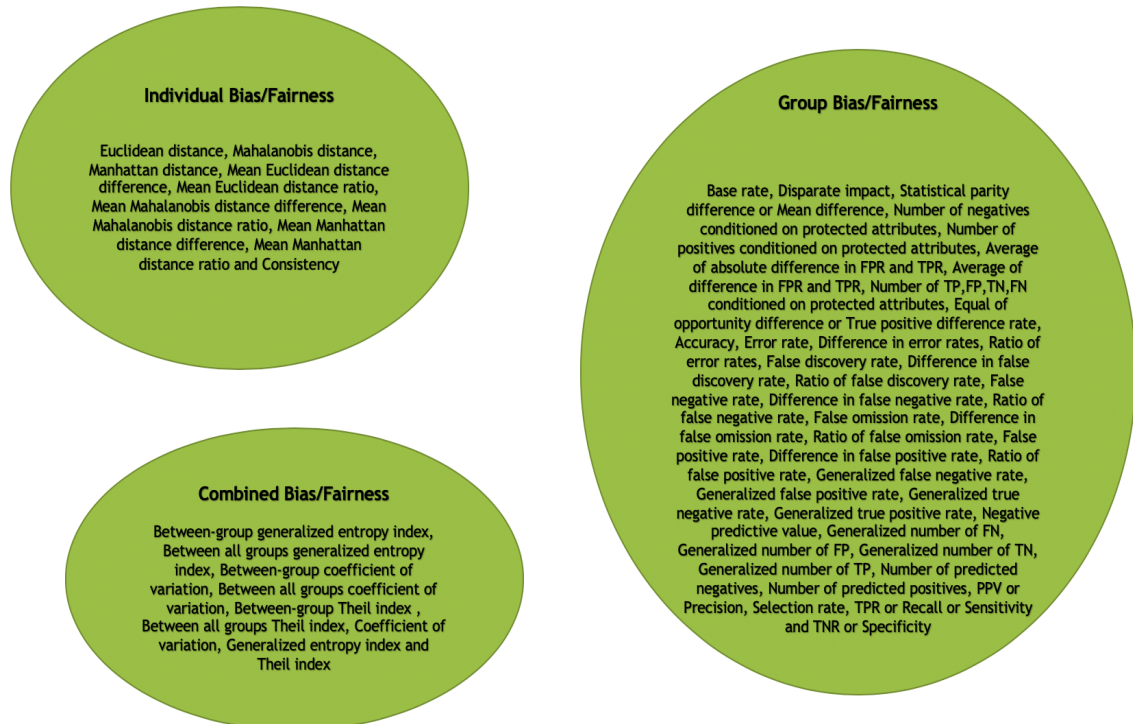 Individual Bias/Fairness
Euclidean distance, Mahalanobis distance,
Manhattan distance, Mean Euclidean distance
difference, Mean Euclidean distance ratio,
Mean Mahalanobis distance difference, Mean
Mahalanobis distance ratio, Mean Manhattan
distance difference, Mean Manhattan
distance ratio and Consistency
Combined Bias/Fairness
Between-group generalized entropy index,
Between all groups generalized entropy
index, Between-group coefficient of
variation, Between all groups coefficient of
variation, Between-group Theil index ,
Between all groups Theil index, Coefficient of
variation, Generalized entropy index and
Theil index
Group Bias/Fairness
Base rate, Disparate impact, Statistical parity
difference or Mean difference, Number of negatives
conditioned on protected attributes, Number of
positives conditioned on protected attributes, Average
of absolute difference in FPR and TPR, Average of
difference in FPR and TPR, Number of TP,FP,TN,FN
conditioned on protected attributes, Equal of
opportunity difference or True positive difference rate,
Accuracy, Error rate, Difference in error rates, Ratio of
error rates, False discovery rate, Difference in false
discovery rate, Ratio of false discovery rate, False
negative rate, Difference in false negative rate, Ratio of
false negative rate, False omission rate, Difference in
false omission rate, Ratio of false omission rate, False
positive rate, Difference in false positive rate, Ratio of
false positive rate, Generalized false negative rate,
Generalized false positive rate, Generalized true
negative rate, Generalized true positive rate, Negative
predictive value, Generalized number of FN,
Generalized number of FP, Generalized number of TN,
Generalized number of TP, Number of predicted
negatives, Number of predicted positives, PPV or
Precision, Selection rate, TPR or Recall or Sensitivity
and TNR or Specificity